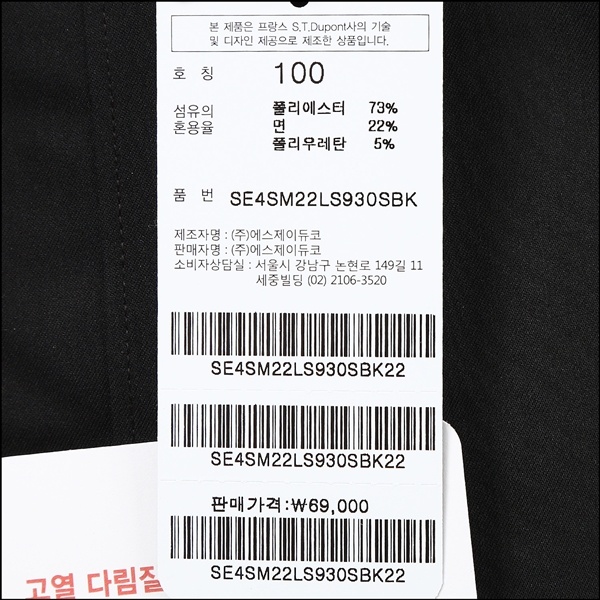 본 제품은 프랑스 S,T,Dupont사의 기술
및 디자인 제공으로 제조한 상품입니다.
호 칭 100
섬유의 폴리에스터 73%
혼용율 면 22%
폴리우레탄 5%
품 번 SE4SM22LS930SBK
제조자명 : (주)에스제이듀코
판매자명 : (주)에스제이듀코
소비자상담실 : 서울시 강남구 논현로 149길 11
세중빌딩 (02) 2106-3520
SE4SM22LS930SBK22
SE4SM22LS930SBK22
판매가격:₩69,000
SE4SM22LS930SBK22
고열 다림질